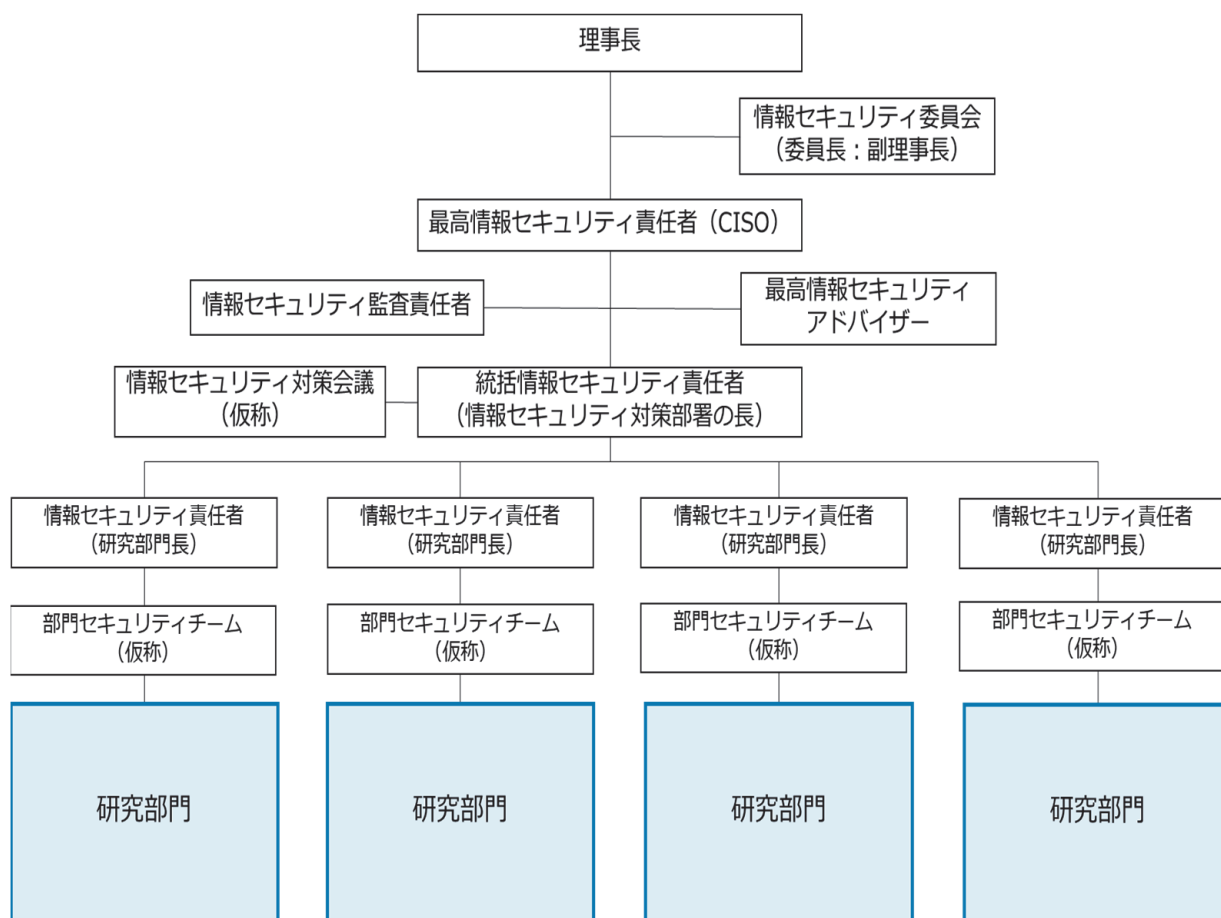 理事長
情報セキュリティ委員会
（委員長：副理事長）
最高情報セキュリティ責任者（CISO）
情報セキュリティ監査責任者
最高情報セキュリティ
アドバイザー
情報セキュリティ対策会議
（仮称）
統括情報セキュリティ責任者
（情報セキュリティ対策部署の長）
情報セキュリティ責任者
（研究部門長）
情報セキュリティ責任者
（研究部門長）
情報セキュリティ責任者
（研究部門長）
情報セキュリティ責任者
（研究部門長）
部門セキュリティチーム
（仮称）
部門セキュリティチーム
（仮称）
部門セキュリティチーム
（仮称）
部門セキュリティチーム
（仮称）
研究部門
研究部門
研究部門
研究部門